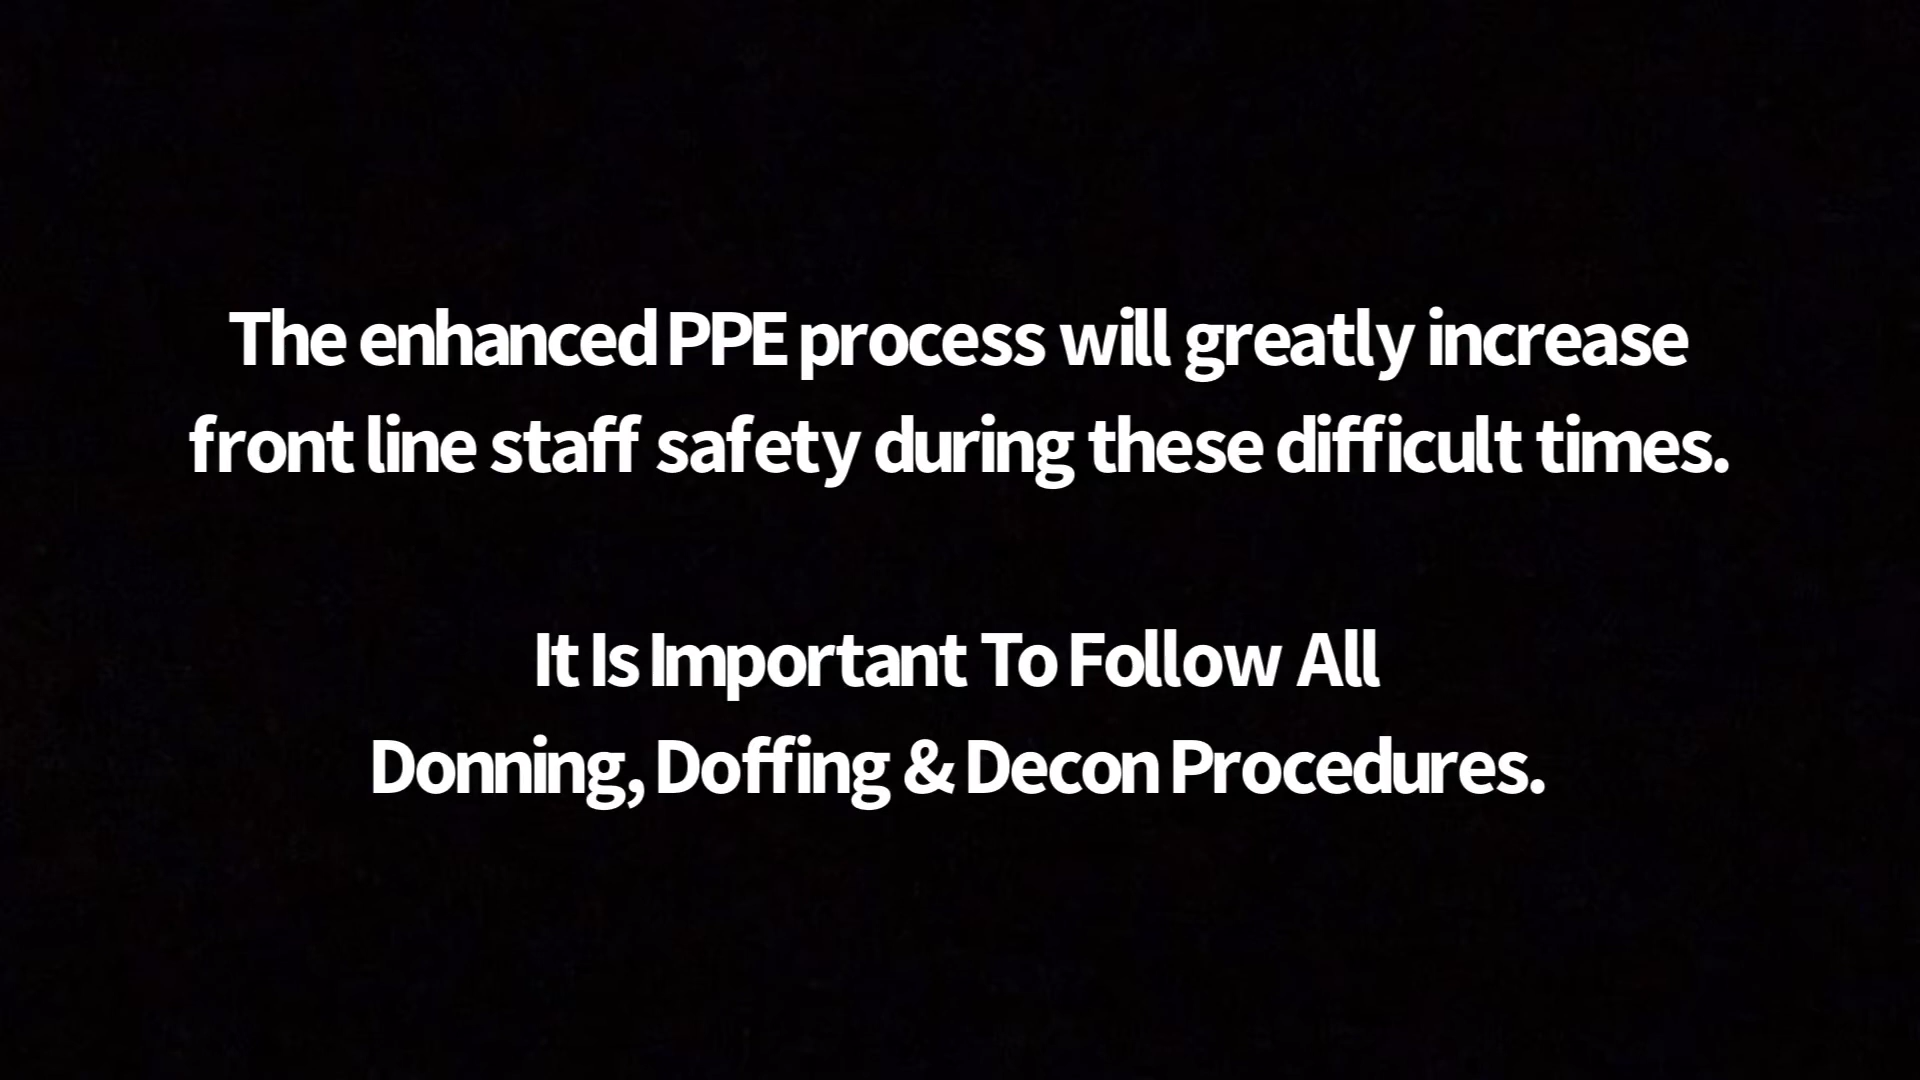 The enhanced PPE process will greatly increase
front line staff safety during these difficult times.
It Is Important To Follow All
Donning, Doffing & Decon Procedures.